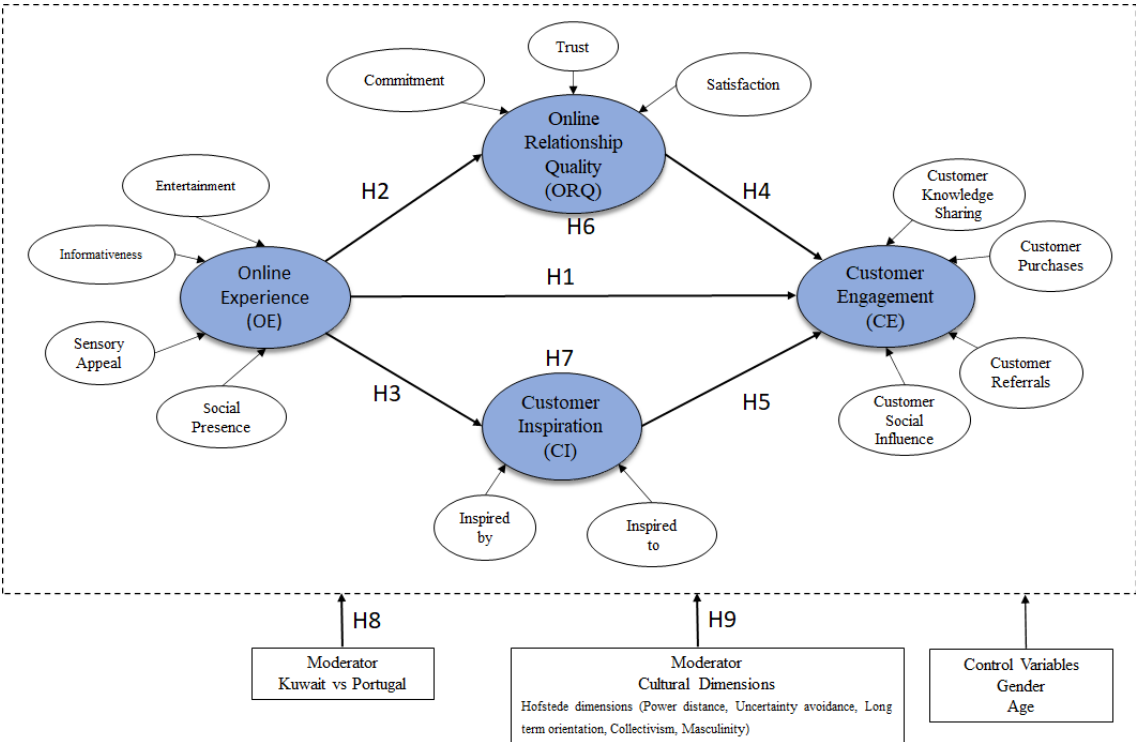 Trust
Commitment
Satisfaction
Online
Relationship
Quality
(ORQ)
H2
H4
H6
Entertainment
Customer
Knowledge
Sharing
Informativeness
Customer
Purchases
Online
Experience
(OE)
H1
Customer
Engagement
(CE)
Sensory
Appeal
H7
Customer
Referrals
H3
H5
Social
Presence
Customer
Inspiration
(CI)
Customer
Social
Influence
Inspired
by
Inspired
to
H8
H9
Moderator
Kuwait vs Portugal
Moderator
Cultural Dimensions
Hofstede dimensions (Power distance, Uncertainty avoidance, Long
term orientation, Collectivism, Masculinity)
Control Variables
Gender
Age